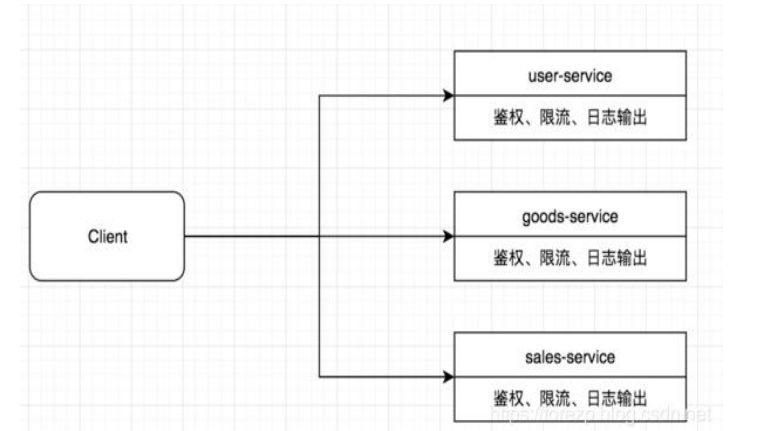 user-service
鉴权、限流、日志输出
Client
goods-service
鉴权、限流、日志输出
sales-service
鉴权、限流、日志输出
https://forezp.blog.csdn.net